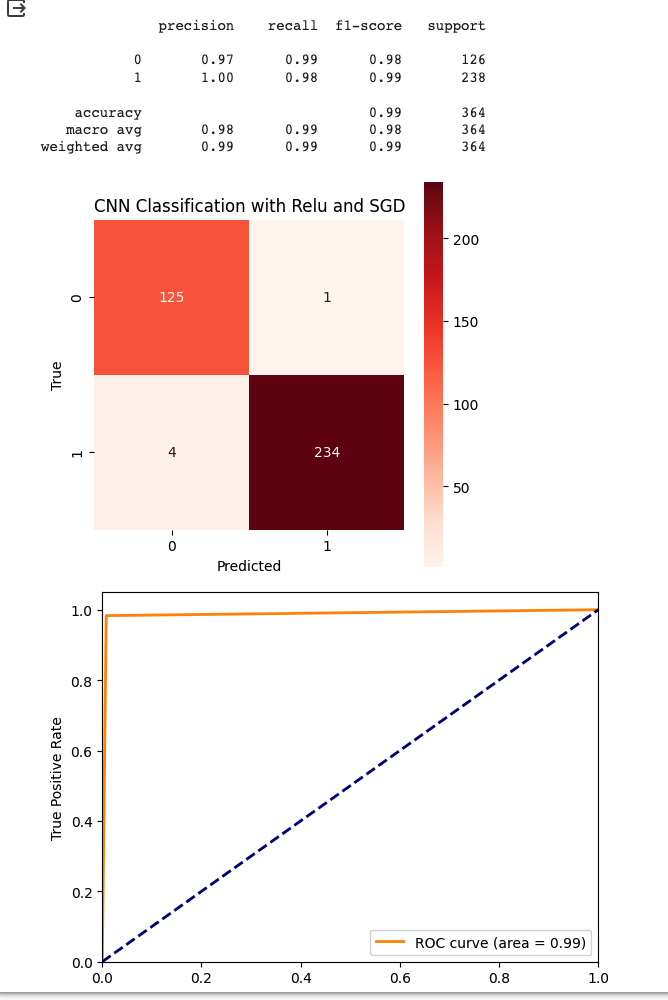 precision recall f1-score support
0 0.97 0.99 0.98 126
1 1.00 0.98 0.99 238
accuracy 0.99 364
macro avg 0.98 0.99 0.98 364
weighted avg 0.99 0.99 0.99 364
CNN Classification with Relu and SGD
125 1
4 234
0
1
True
0 1
Predicted
200
150
100
50
1.0
0.8
0.6
0.4
0.2
0.0
True Positive Rate
ROC curve (area = 0.99)
0.0 0.2 0.4 0.6 0.8 1.0